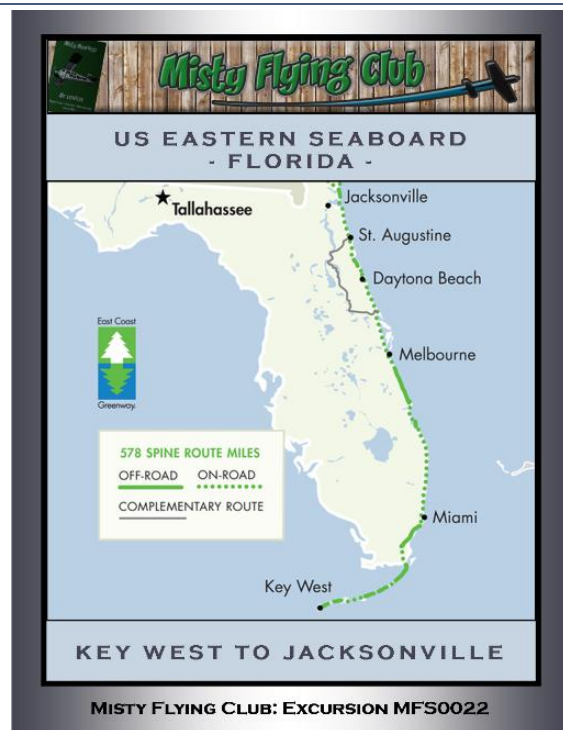 Misty Flying Club
US EASTERN SEABOARD
- FLORIDA -
Jacksonville
Tallahassee
St. Augustine
Daytona Beach
East Coast
Greenway.
Melbourne
578 SPINE ROUTE MILES
OFF-ROAD ON-ROAD
COMPLEMENTARY ROUTE
Miami
Key West
KEY WEST TO JACKSONVILLE
MISTY FLYING CLUB: EXCURSION MFS0022